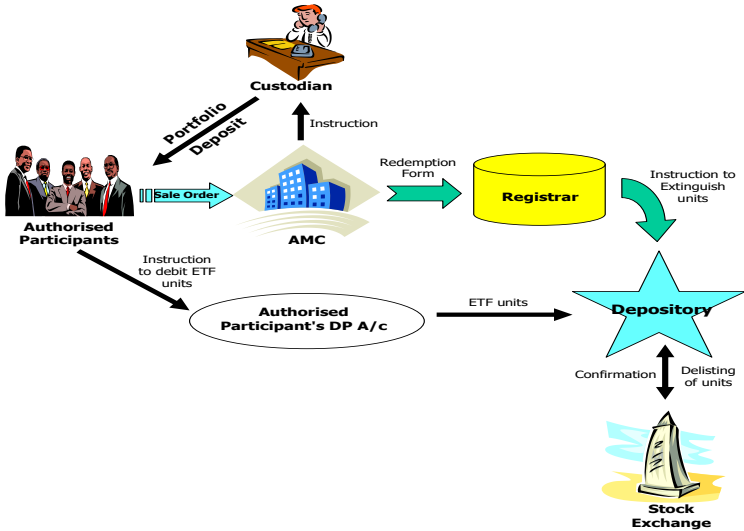 Custodian
Portfolio
Deposit
Instruction
Redemption
Form
Instruction to
Extinguish
units
Sale Order
Registrar
Authorised
Participants
AMC
Instruction
to debit ETF
units
Authorised
Participant's DP A/c
ETF units
Depository
Confirmation
Delisting
of units
Stock
Exchange